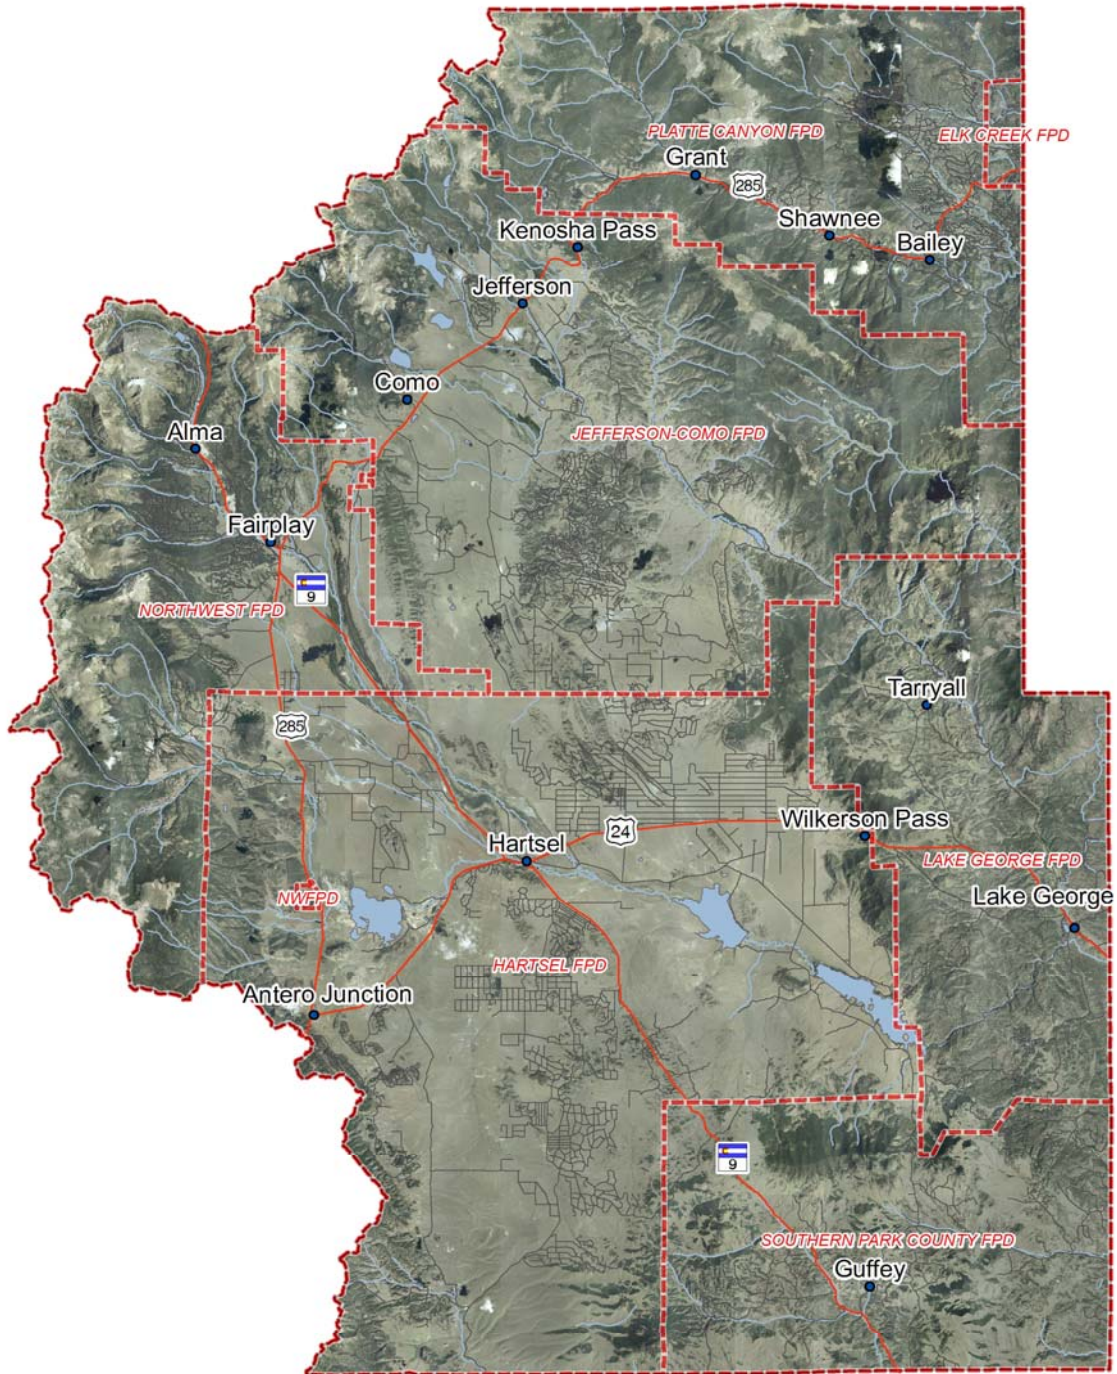 PLATTE CANYON FPD
ELK CREEK FPD
Grant
285
Shawnee
Kenosha Pass
Bailey
Jefferson
Como
Alma
JEFFERSON-COMO FPD
Fairplay
9
NORTHWEST FPD
Tarryall
285
Wilkerson Pass
24
Hartsel
LAKE GEORGE FPD
NWFPD
Lake George
HARTSEL FPD
Antero Junction
9
SOUTHERN PARK COUNTY FPD
Guffey